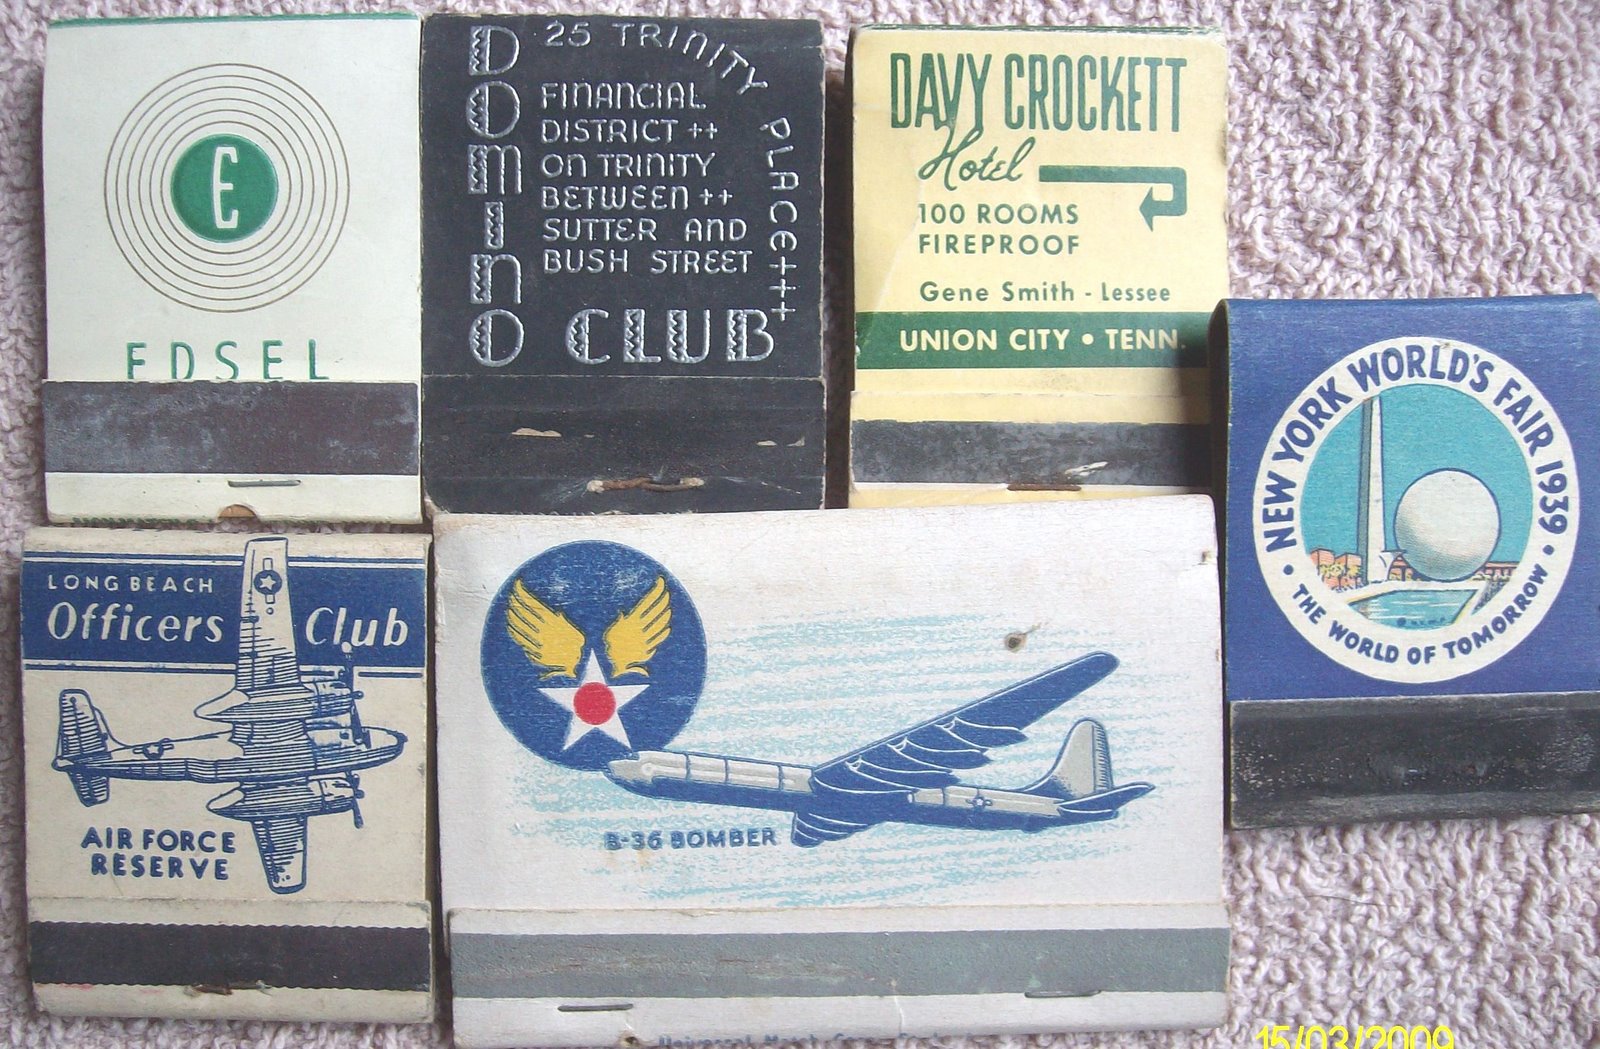 E
EDSEL
DOMINO CLUB
25 TRINITY PLACE+++
FINANCIAL
DISTRICT ++
ON TRINITY
BETWEEN ++
SUTTER AND
BUSH STREET
DAVY CROCKETT
Hotel
100 ROOMS
FIREPROOF
Gene Smith - Lessee
UNION CITY • TENN.
NEW YORK WORLD'S FAIR 1939
• THE WORLD OF TOMORROW •
LONG BEACH
Officers Club
AIR FORCE
RESERVE
B-36 BOMBER
Universal Match
15/03/2009